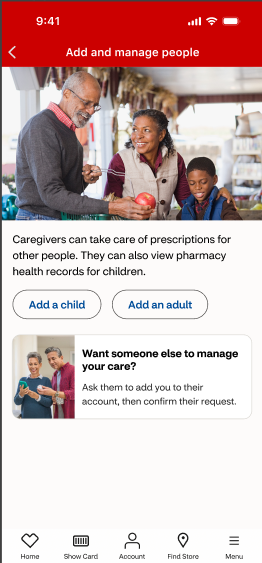 9:41
Add and manage people
Caregivers can take care of prescriptions for
other people. They can also view pharmacy
health records for children.
Add a child
Add an adult
Want someone else to manage
your care?
Ask them to add you to their
account, then confirm their request.
Home
Show Card
Account
Find Store
Menu